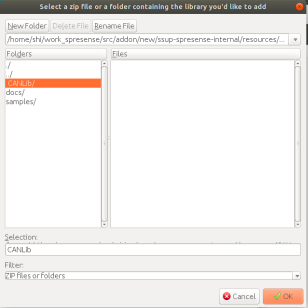 Select a zip file or a folder containing the library you'd like to add
New Folder Delete File Rename File
/home/shi/work_spresense/src/addon/new/ssup-spresense-internal/resources/...
Folders Files
./
../
CANLib/
docs/
samples/
Selection:
CANLib
Filter:
ZIP files or folders
Cancel OK